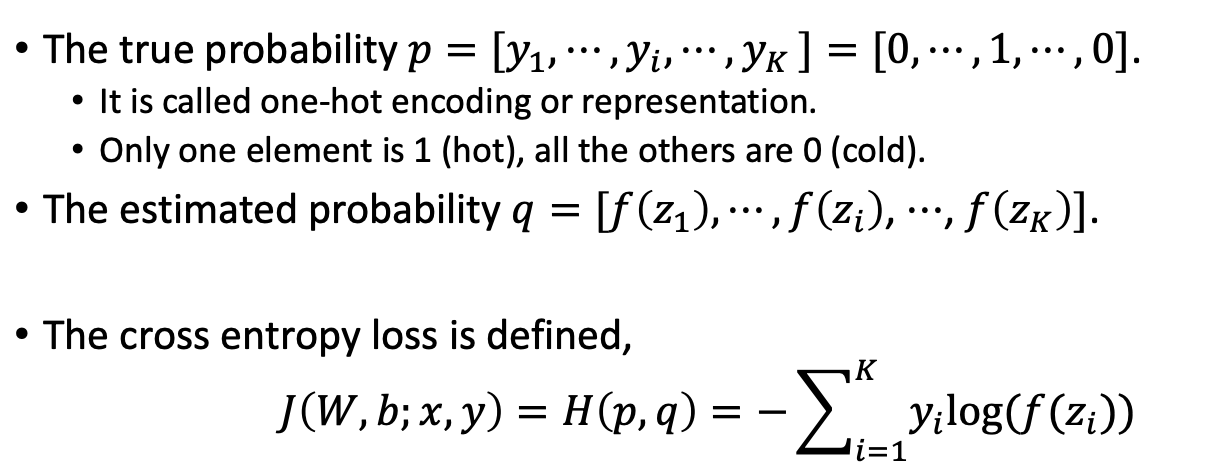 • The true probability p = [y₁, ⋯, yᵢ, ⋯, y_K] = [0, ⋯, 1, ⋯, 0].
• It is called one-hot encoding or representation.
• Only one element is 1 (hot), all the others are 0 (cold).
• The estimated probability q = [f(z₁), ⋯, f(zᵢ), ⋯, f(z_K)].
• The cross entropy loss is defined,
J(W, b; x, y) = H(p, q) = −∑ᵢ₌₁ᴷ yᵢlog(f(zᵢ))